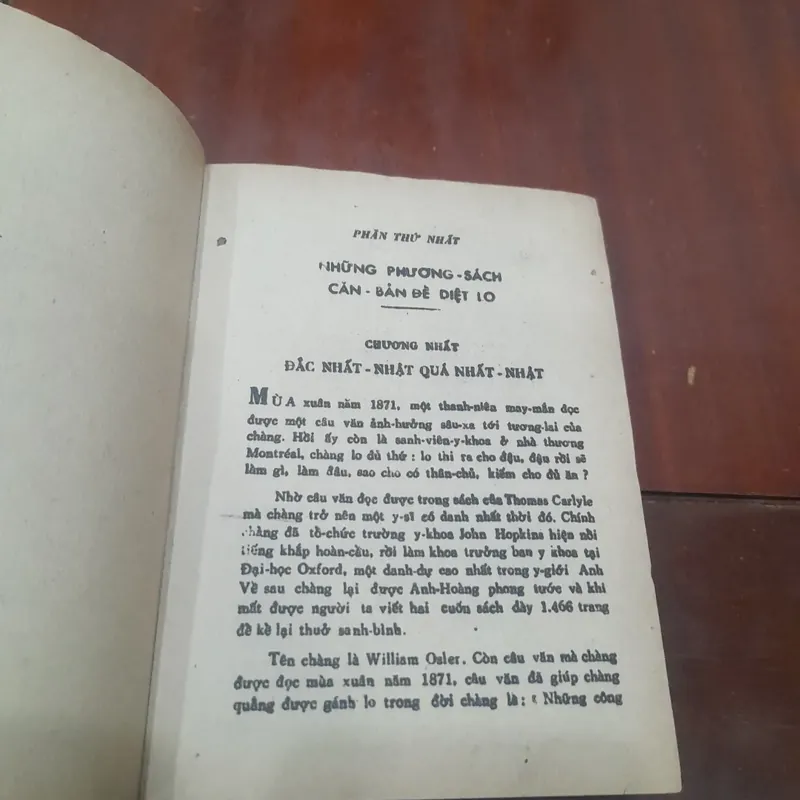 PHẦN THỨ NHẤT
NHỮNG PHƯƠNG-SÁCH
CĂN-BẢN ĐỂ DIỆT LO
CHƯƠNG NHẤT
ĐẮC NHẤT-NHẬT QUÁ NHẤT-NHẬT
MÙA xuân năm 1871, một thanh-niên may-mắn đọc
được một câu văn ảnh-hưởng sâu-xa tới tương-lai của
chàng. Hồi ấy còn là sanh-viên-y-khoa ở nhà thương
Montréal, chàng lo đủ thứ : lo thi ra cho đậu, đậu rồi sẽ
làm gì, làm đâu, sao cho có thân-chủ, kiếm cho đủ ăn ?
Nhờ câu văn đọc được trong sách của Thomas Carlyle
mà chàng trở nên một y-sĩ có danh nhất thời đó. Chính
chàng đã tổ-chức trường y-khoa John Hopkins hiện nổi
tiếng khắp hoàn-cầu, rồi làm khoa trưởng ban y khoa tại
Đại-học Oxford, một danh-dự cao nhất trong y-giới Anh
Về sau chàng lại được Anh-Hoàng phong tước và khi
mất được người ta viết hai cuốn sách dày 1.466 trang
để kể lại thuở sanh-bình.
Tên chàng là William Osler. Còn câu văn mà chàng
được đọc mùa xuân năm 1871, câu văn đã giúp chàng
quẳng được gánh lo trong đời chàng là: « Những công